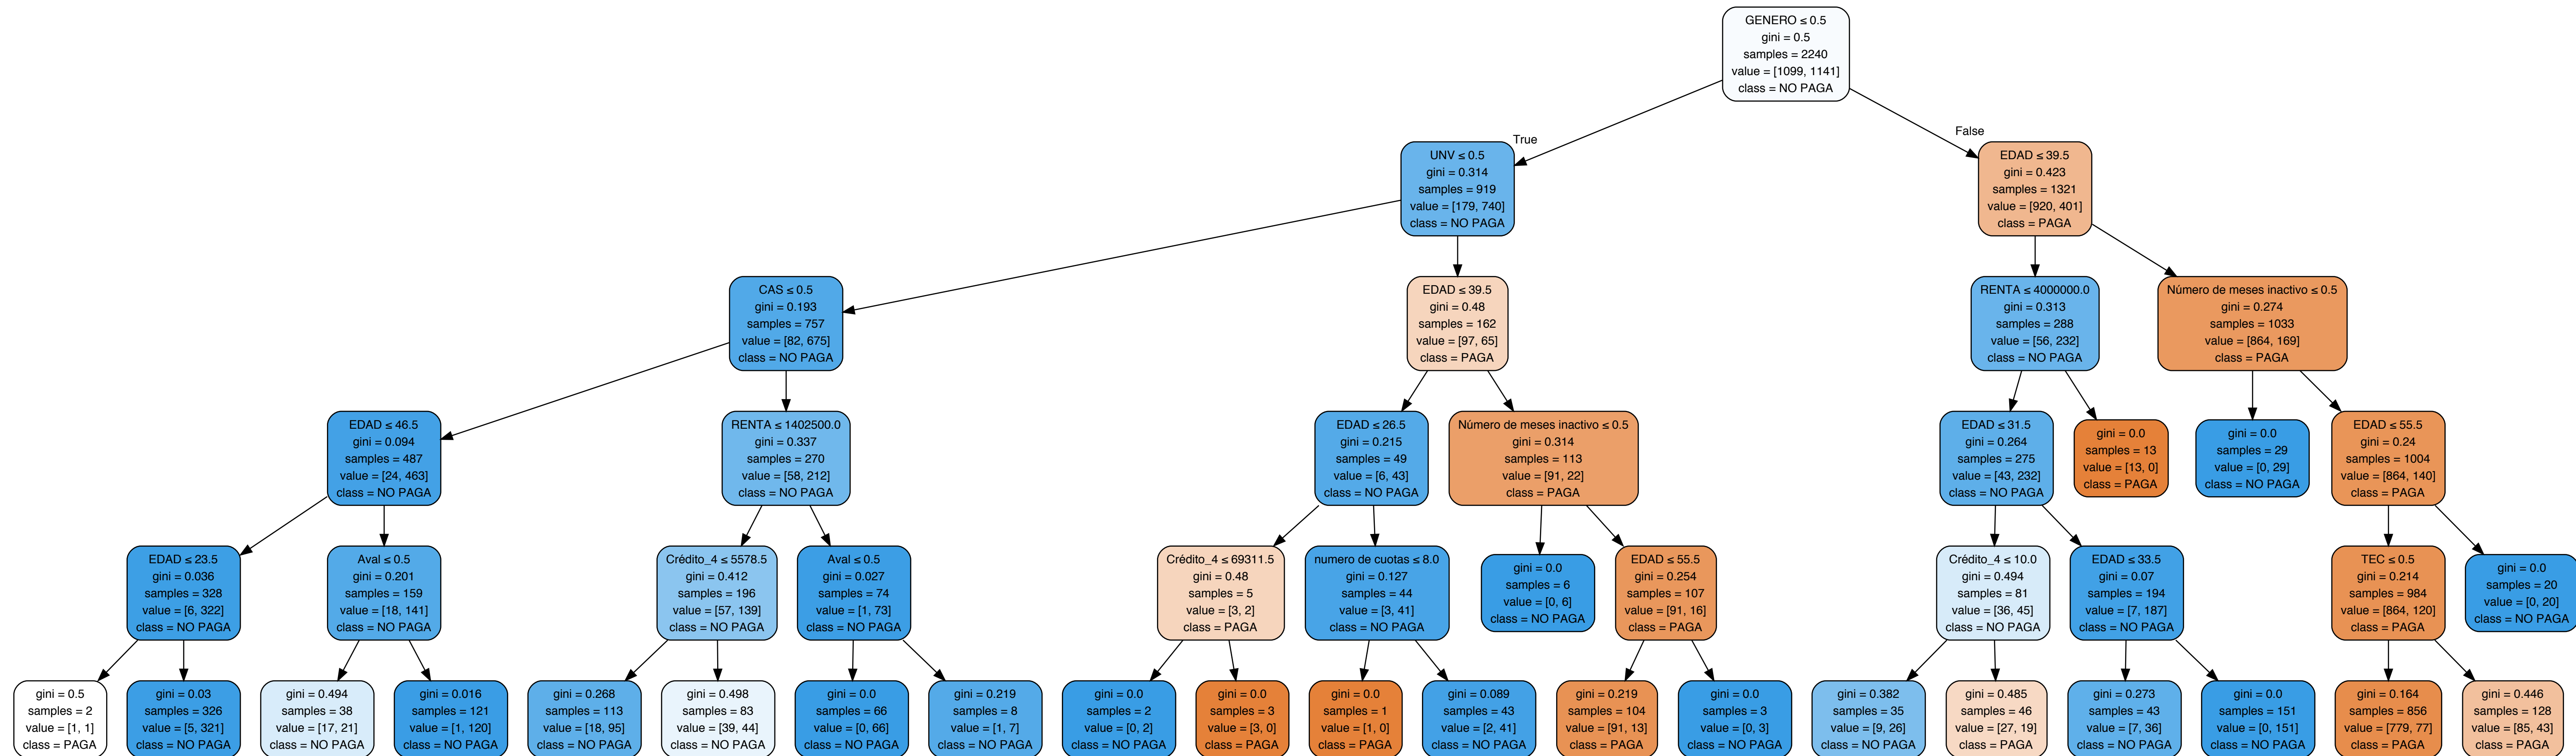 GENERO ≤ 0.5
gini = 0.5
samples = 2240
value = [1099, 1141]
class = NO PAGA
True
False
UNV ≤ 0.5
gini = 0.314
samples = 919
value = [179, 740]
class = NO PAGA
EDAD ≤ 39.5
gini = 0.423
samples = 1321
value = [920, 401]
class = PAGA
CAS ≤ 0.5
gini = 0.193
samples = 757
value = [82, 675]
class = NO PAGA
EDAD ≤ 39.5
gini = 0.48
samples = 162
value = [97, 65]
class = PAGA
RENTA ≤ 4000000.0
gini = 0.313
samples = 288
value = [56, 232]
class = NO PAGA
Número de meses inactivo ≤ 0.5
gini = 0.274
samples = 1033
value = [864, 169]
class = PAGA
EDAD ≤ 46.5
gini = 0.094
samples = 487
value = [24, 463]
class = NO PAGA
RENTA ≤ 1402500.0
gini = 0.337
samples = 270
value = [58, 212]
class = NO PAGA
EDAD ≤ 26.5
gini = 0.215
samples = 49
value = [6, 43]
class = NO PAGA
Número de meses inactivo ≤ 0.5
gini = 0.314
samples = 113
value = [91, 22]
class = PAGA
EDAD ≤ 31.5
gini = 0.264
samples = 275
value = [43, 232]
class = NO PAGA
gini = 0.0
samples = 13
value = [13, 0]
class = PAGA
gini = 0.0
samples = 29
value = [0, 29]
class = NO PAGA
EDAD ≤ 55.5
gini = 0.24
samples = 1004
value = [864, 140]
class = PAGA
EDAD ≤ 23.5
gini = 0.036
samples = 328
value = [6, 322]
class = NO PAGA
Aval ≤ 0.5
gini = 0.201
samples = 159
value = [18, 141]
class = NO PAGA
Crédito_4 ≤ 5578.5
gini = 0.412
samples = 196
value = [57, 139]
class = NO PAGA
Aval ≤ 0.5
gini = 0.027
samples = 74
value = [1, 73]
class = NO PAGA
Crédito_4 ≤ 69311.5
gini = 0.48
samples = 5
value = [3, 2]
class = PAGA
numero de cuotas ≤ 8.0
gini = 0.127
samples = 44
value = [3, 41]
class = NO PAGA
gini = 0.0
samples = 6
value = [0, 6]
class = NO PAGA
EDAD ≤ 55.5
gini = 0.254
samples = 107
value = [91, 16]
class = PAGA
Crédito_4 ≤ 10.0
gini = 0.494
samples = 81
value = [36, 45]
class = NO PAGA
EDAD ≤ 33.5
gini = 0.07
samples = 194
value = [7, 187]
class = NO PAGA
TEC ≤ 0.5
gini = 0.214
samples = 984
value = [864, 120]
class = PAGA
gini = 0.0
samples = 20
value = [0, 20]
class = NO PAGA
gini = 0.5
samples = 2
value = [1, 1]
class = PAGA
gini = 0.03
samples = 326
value = [5, 321]
class = NO PAGA
gini = 0.494
samples = 38
value = [17, 21]
class = NO PAGA
gini = 0.016
samples = 121
value = [1, 120]
class = NO PAGA
gini = 0.268
samples = 113
value = [18, 95]
class = NO PAGA
gini = 0.498
samples = 83
value = [39, 44]
class = NO PAGA
gini = 0.0
samples = 66
value = [0, 66]
class = NO PAGA
gini = 0.219
samples = 8
value = [1, 7]
class = NO PAGA
gini = 0.0
samples = 2
value = [0, 2]
class = NO PAGA
gini = 0.0
samples = 3
value = [3, 0]
class = PAGA
gini = 0.0
samples = 1
value = [1, 0]
class = PAGA
gini = 0.089
samples = 43
value = [2, 41]
class = NO PAGA
gini = 0.219
samples = 104
value = [91, 13]
class = PAGA
gini = 0.0
samples = 3
value = [0, 3]
class = NO PAGA
gini = 0.382
samples = 35
value = [9, 26]
class = NO PAGA
gini = 0.485
samples = 46
value = [27, 19]
class = PAGA
gini = 0.273
samples = 43
value = [7, 36]
class = NO PAGA
gini = 0.0
samples = 151
value = [0, 151]
class = NO PAGA
gini = 0.164
samples = 856
value = [779, 77]
class = PAGA
gini = 0.446
samples = 128
value = [85, 43]
class = PAGA